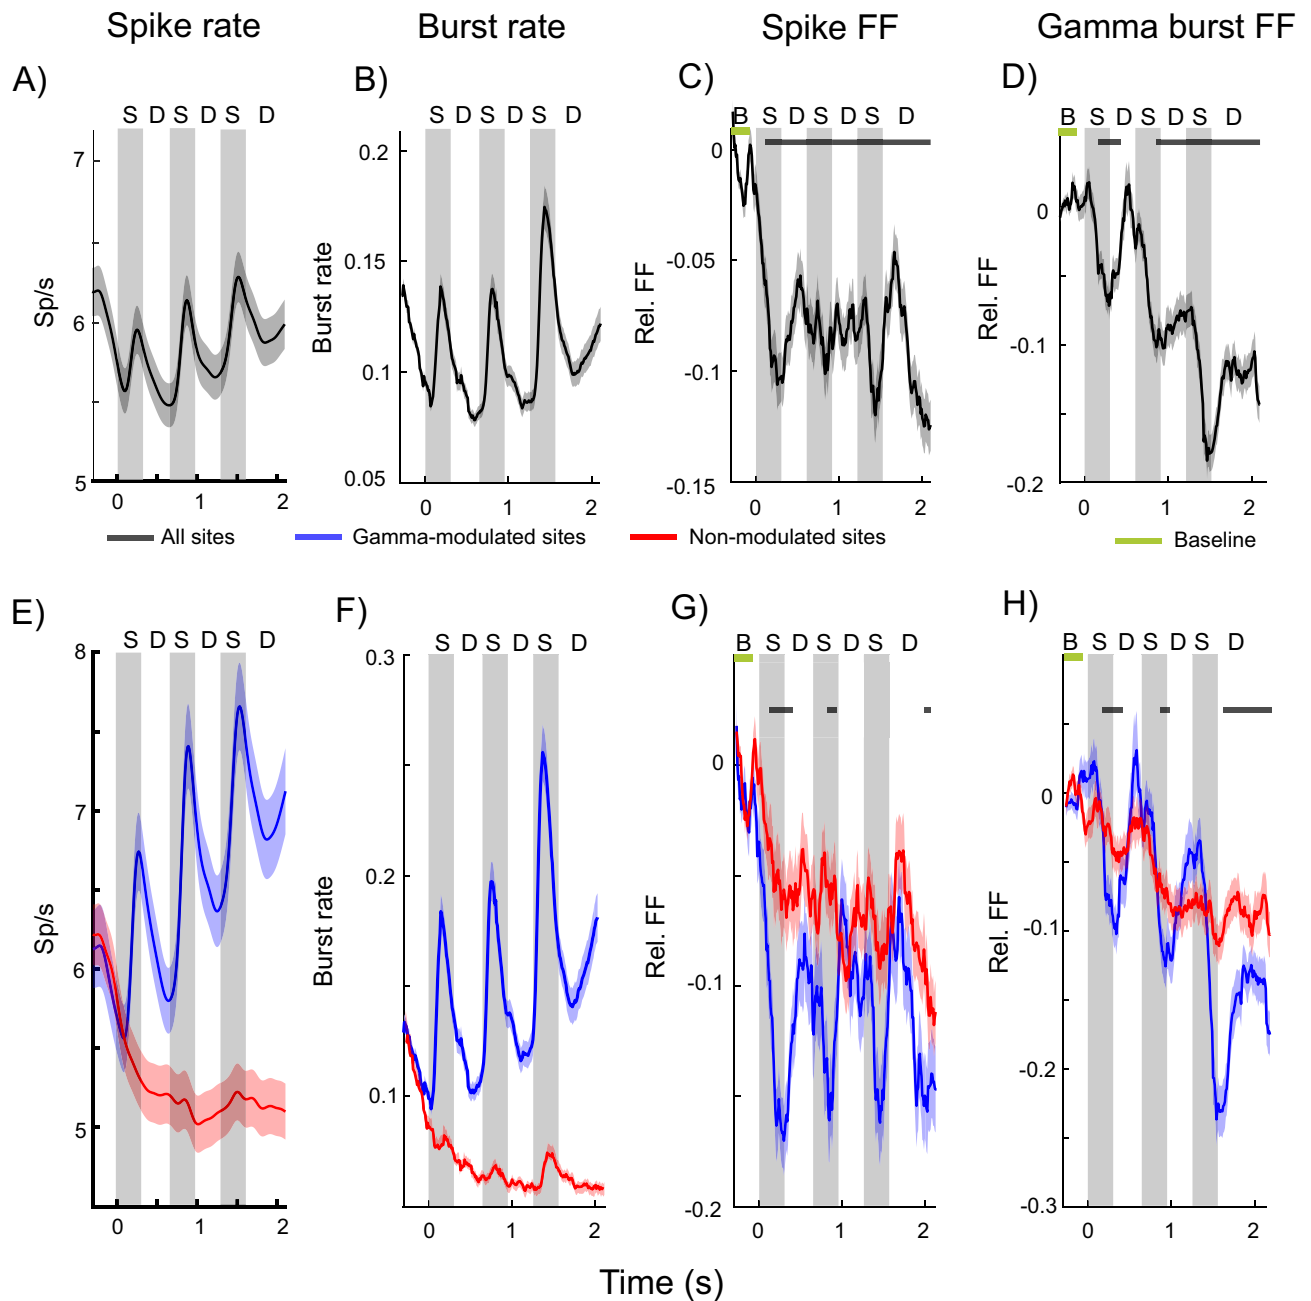 Spike rate
Burst rate
Spike FF
Gamma burst FF
A)
B)
C)
D)
S D S D S D
S D S D S D
B S D S D S D
B S D S D S D
7
6
5
Sp/s
0 1 2
0.2
0.15
0.1
0.05
Burst rate
0 1 2
0
-0.05
-0.1
-0.15
Rel. FF
0 1 2
0
-0.1
-0.2
Rel. FF
0 1 2
All sites
Gamma-modulated sites
Non-modulated sites
Baseline
E)
F)
G)
H)
S D S D S D
S D S D S D
B S D S D S D
B S D S D S D
8
7
6
5
Sp/s
0 1 2
0.3
0.2
0.1
Burst rate
0 1 2
0
-0.1
-0.2
Rel. FF
0 1 2
0
-0.1
-0.2
-0.3
Rel. FF
0 1 2
Time (s)